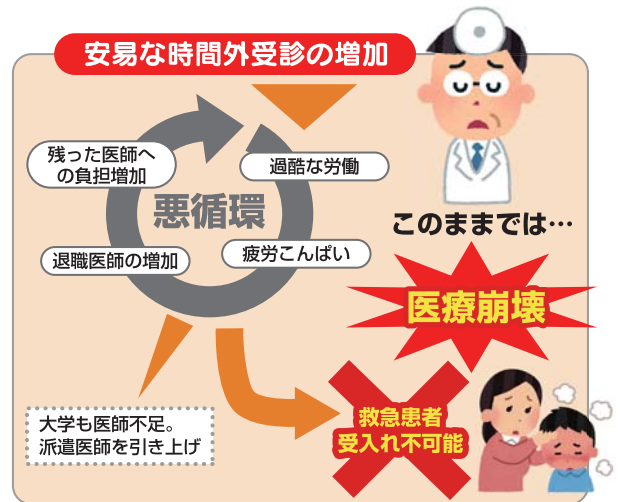 安易な時間外受診の増加
残った医師へ
の負担増加
過酷な労働
悪循環
退職医師の増加
疲労こんぱい
このままでは…
医療崩壊
大学も医師不足。
派遣医師を引き上げ
救急患者
受入れ不可能